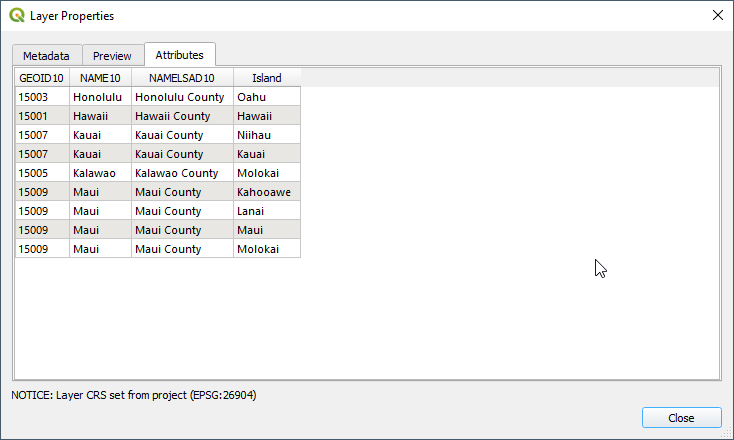 Layer Properties
Metadata Preview Attributes
GEOID10 NAME10 NAMELSAD10 Island
15003 Honolulu Honolulu County Oahu
15001 Hawaii Hawaii County Hawaii
15007 Kauai Kauai County Niihau
15007 Kauai Kauai County Kauai
15005 Kalawao Kalawao County Molokai
15009 Maui Maui County Kahooawe
15009 Maui Maui County Lanai
15009 Maui Maui County Maui
15009 Maui Maui County Molokai
NOTICE: Layer CRS set from project (EPSG:26904)
Close